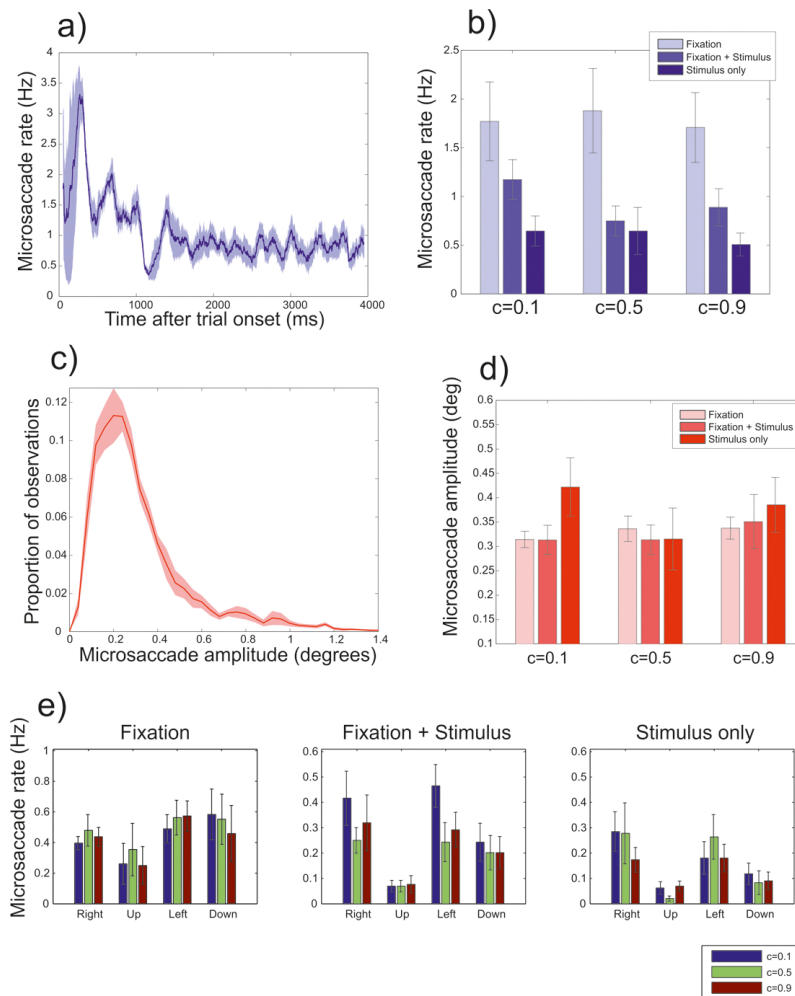 a)
4
3.5
3
2.5
2
1.5
1
0.5
0
Microsaccade rate (Hz)
0 1000 2000 3000 4000
Time after trial onset (ms)
b)
Fixation
Fixation + Stimulus
Stimulus only
2.5
2
1.5
1
0.5
0
Microsaccade rate (Hz)
c=0.1 c=0.5 c=0.9
c)
0.12
0.1
0.08
0.06
0.04
0.02
0
Proportion of observations
0 0.2 0.4 0.6 0.8 1 1.2 1.4
Microsaccade amplitude (degrees)
d)
Fixation
Fixation + Stimulus
Stimulus only
0.6
0.55
0.5
0.45
0.4
0.35
0.30
0.25
0.2
0.15
0.1
Microsaccade amplitude (deg)
c=0.1 c=0.5 c=0.9
e)
Microsaccade rate (Hz)
Fixation
1
0.8
0.6
0.4
0.2
0
Right Up Left Down
Fixation + Stimulus
0.6
0.5
0.4
0.3
0.2
0.1
0
Right Up Left Down
Stimulus only
0.6
0.5
0.4
0.3
0.2
0.1
0
Right Up Left Down
c=0.1
c=0.5
c=0.9